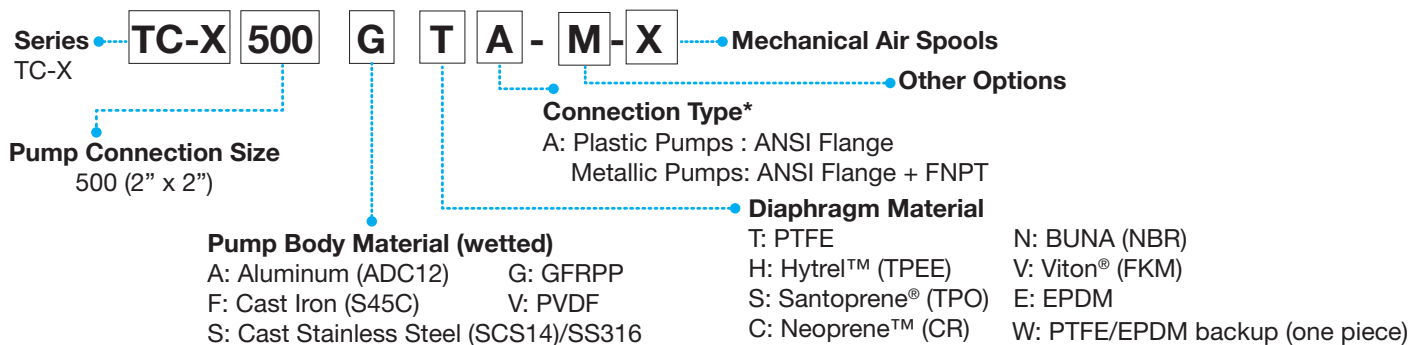 TC-X 500 G T A - M - X
Series
TC-X
Mechanical Air Spools
Other Options
Connection Type*
A: Plastic Pumps : ANSI Flange
Metallic Pumps: ANSI Flange + FNPT
Pump Connection Size
500 (2” x 2”)
Diaphragm Material
T: PTFE
H: Hytrel™ (TPEE)
S: Santoprene® (TPO)
C: Neoprene™ (CR)
N: BUNA (NBR)
V: Viton® (FKM)
E: EPDM
W: PTFE/EPDM backup (one piece)
Pump Body Material (wetted)
A: Aluminum (ADC12)
F: Cast Iron (S45C)
S: Cast Stainless Steel (SCS14)/SS316
G: GFRPP
V: PVDF